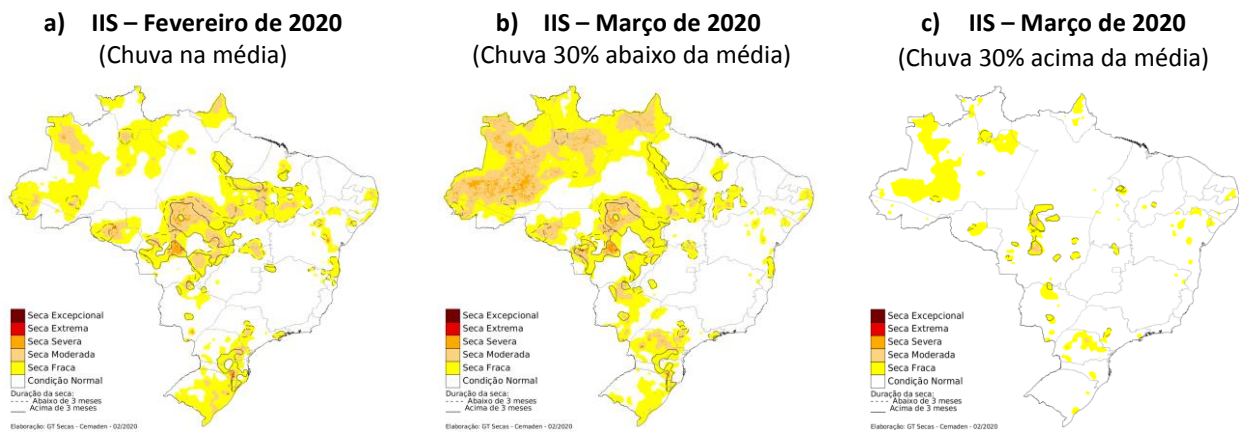 a) IIS – Fevereiro de 2020
(Chuva na média)
Seca Excepcional
Seca Extrema
Seca Severa
Seca Moderada
Seca Fraca
Condição Normal
Duração da seca:
Abaixo de 3 meses
Acima de 3 meses
Elaboração: GT Secas - Cemaden - 02/2020
b) IIS – Março de 2020
(Chuva 30% abaixo da média)
Seca Excepcional
Seca Extrema
Seca Severa
Seca Moderada
Seca Fraca
Condição Normal
Duração da seca:
Abaixo de 3 meses
Acima de 3 meses
Elaboração: GT Secas - Cemaden - 02/2020
c) IIS – Março de 2020
(Chuva 30% acima da média)
Seca Excepcional
Seca Extrema
Seca Severa
Seca Moderada
Seca Fraca
Condição Normal
Duração da seca:
Abaixo de 3 meses
Acima de 3 meses
Elaboração: GT Secas - Cemaden - 02/2020